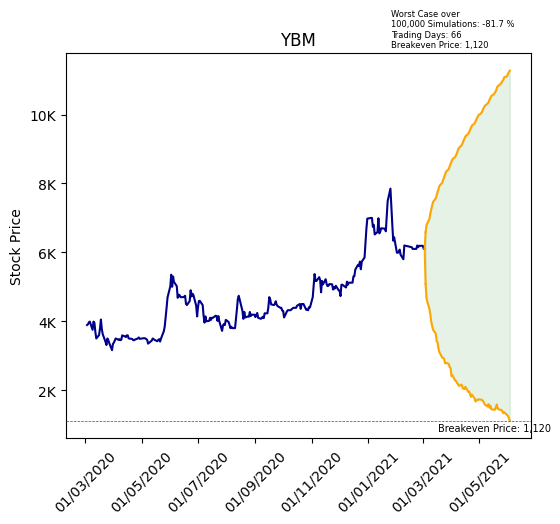 Worst Case over
100,000 Simulations: -81.7 %
Trading Days: 66
Breakeven Price: 1,120
YBM
Stock Price
10K
8K
6K
4K
2K
Breakeven Price: 1,120
01/03/2020
01/05/2020
01/07/2020
01/09/2020
01/11/2020
01/01/2021
01/03/2021
01/05/2021